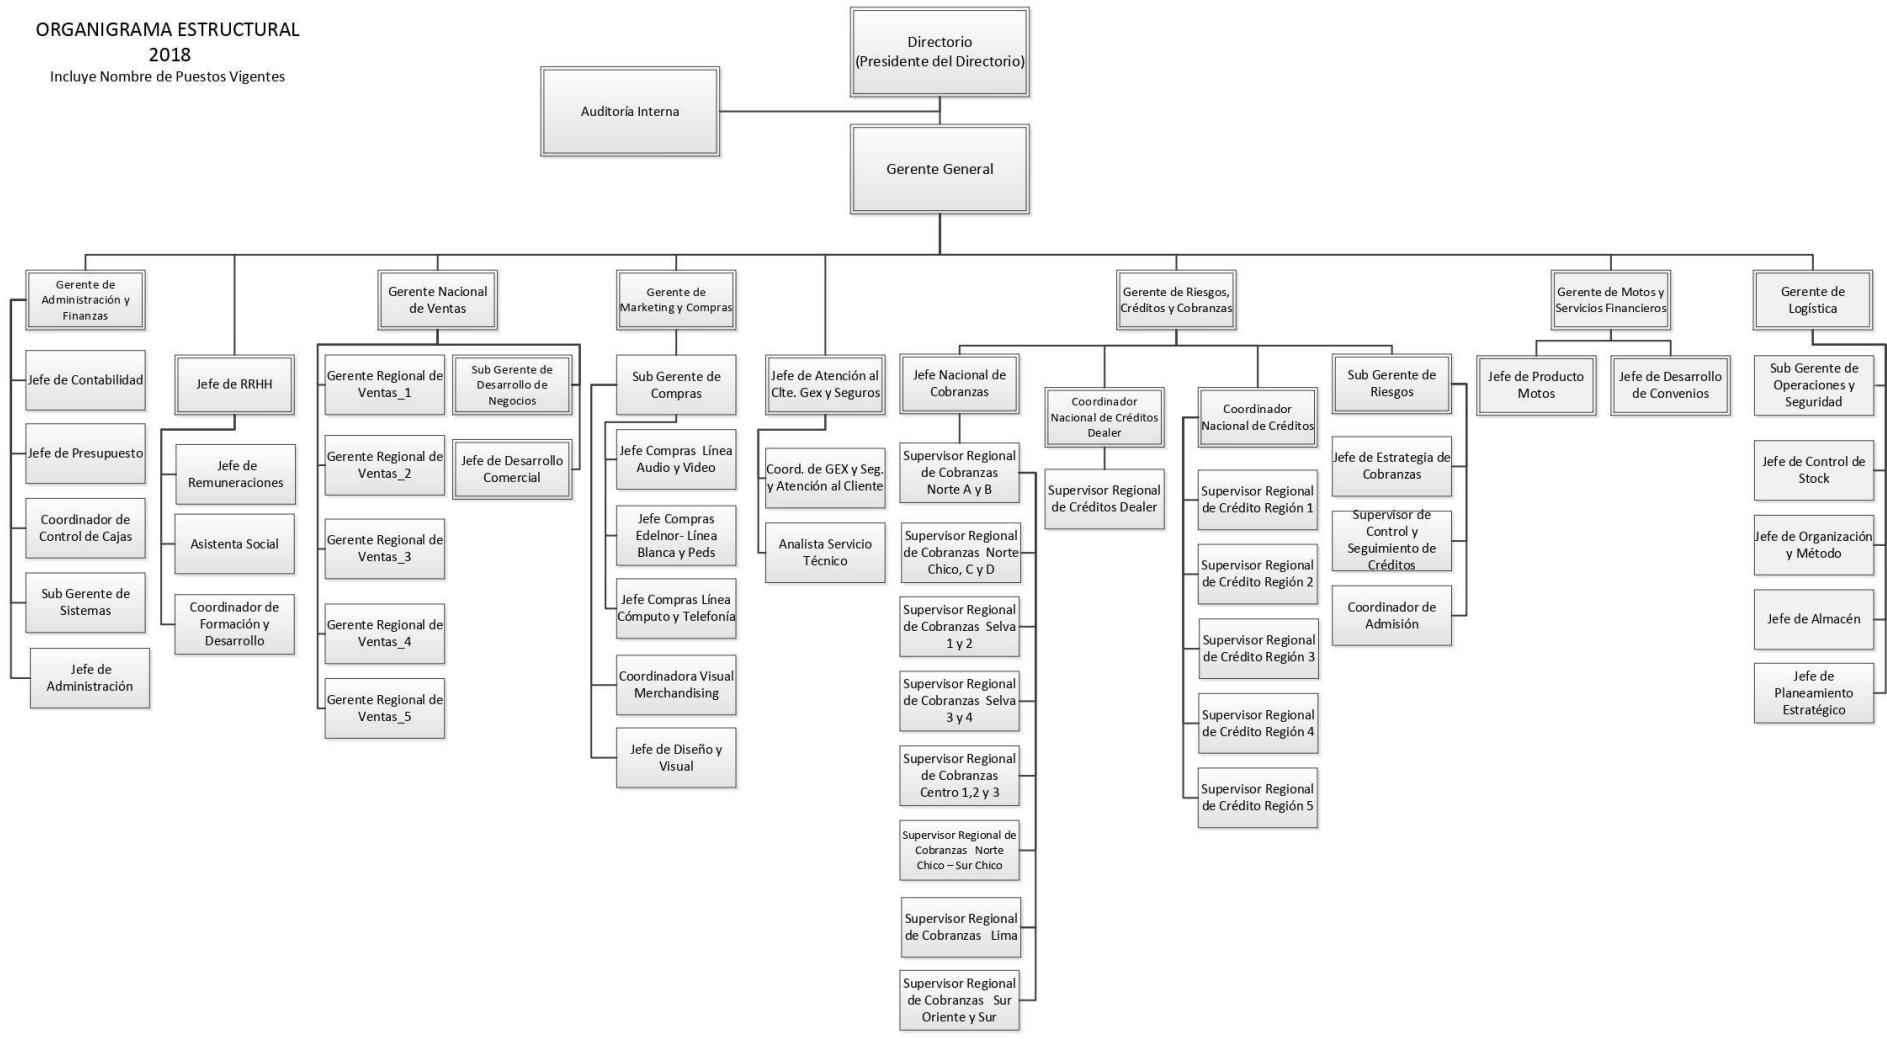 ORGANIGRAMA ESTRUCTURAL
2018
Incluye Nombre de Puestos Vigentes
Directorio
(Presidente del Directorio)
Auditoría Interna
Gerente General
Gerente de
Administración y
Finanzas
Jefe de Contabilidad
Jefe de Presupuesto
Coordinador de
Control de Cajas
Sub Gerente de
Sistemas
Jefe de
Administración
Jefe de RRHH
Jefe de
Remuneraciones
Asistenta Social
Coordinador de
Formación y
Desarrollo
Gerente Nacional
de Ventas
Gerente Regional de
Ventas_1
Gerente Regional de
Ventas_2
Gerente Regional de
Ventas_3
Gerente Regional de
Ventas_4
Gerente Regional de
Ventas_5
Sub Gerente de
Desarrollo de
Negocios
Jefe de Desarrollo
Comercial
Gerente de
Marketing y Compras
Sub Gerente de
Compras
Jefe Compras Línea
Audio y Video
Jefe Compras
Edelnor- Línea
Blanca y Peds
Jefe Compras Línea
Cómputo y Telefonía
Coordinadora Visual
Merchandising
Jefe de Diseño y
Visual
Jefe de Atención al
Clte. Gex y Seguros
Coord. de GEX y Seg.
y Atención al Cliente
Analista Servicio
Técnico
Gerente de Riesgos,
Créditos y Cobranzas
Jefe Nacional de
Cobranzas
Supervisor Regional
de Cobranzas
Norte A y B
Supervisor Regional
de Cobranzas Norte
Chico, C y D
Supervisor Regional
de Cobranzas Selva
1 y 2
Supervisor Regional
de Cobranzas Selva
3 y 4
Supervisor Regional
de Cobranzas
Centro 1,2 y 3
Supervisor Regional de
Cobranzas Norte
Chico – Sur Chico
Supervisor Regional
de Cobranzas Lima
Supervisor Regional
de Cobranzas Sur
Oriente y Sur
Coordinador
Nacional de Créditos
Dealer
Supervisor Regional
de Créditos Dealer
Coordinador
Nacional de Créditos
Supervisor Regional
de Crédito Región 1
Supervisor Regional
de Crédito Región 2
Supervisor Regional
de Crédito Región 3
Supervisor Regional
de Crédito Región 4
Supervisor Regional
de Crédito Región 5
Sub Gerente de
Riesgos
Jefe de Estrategia de
Cobranzas
Supervisor de
Control y
Seguimiento de
Créditos
Coordinador de
Admisión
Gerente de Motos y
Servicios Financieros
Jefe de Producto
Motos
Jefe de Desarrollo
de Convenios
Gerente de
Logística
Sub Gerente de
Operaciones y
Seguridad
Jefe de Control de
Stock
Jefe de Organización
y Método
Jefe de Almacén
Jefe de
Planeamiento
Estratégico